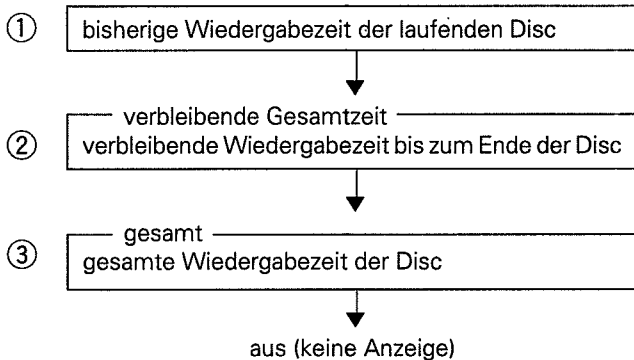 ① bisherige Wiedergabezeit der laufenden Disc
verbleibende Gesamtzeit
② verbleibende Wiedergabezeit bis zum Ende der Disc
gesamt
③ gesamte Wiedergabezeit der Disc
aus (keine Anzeige)